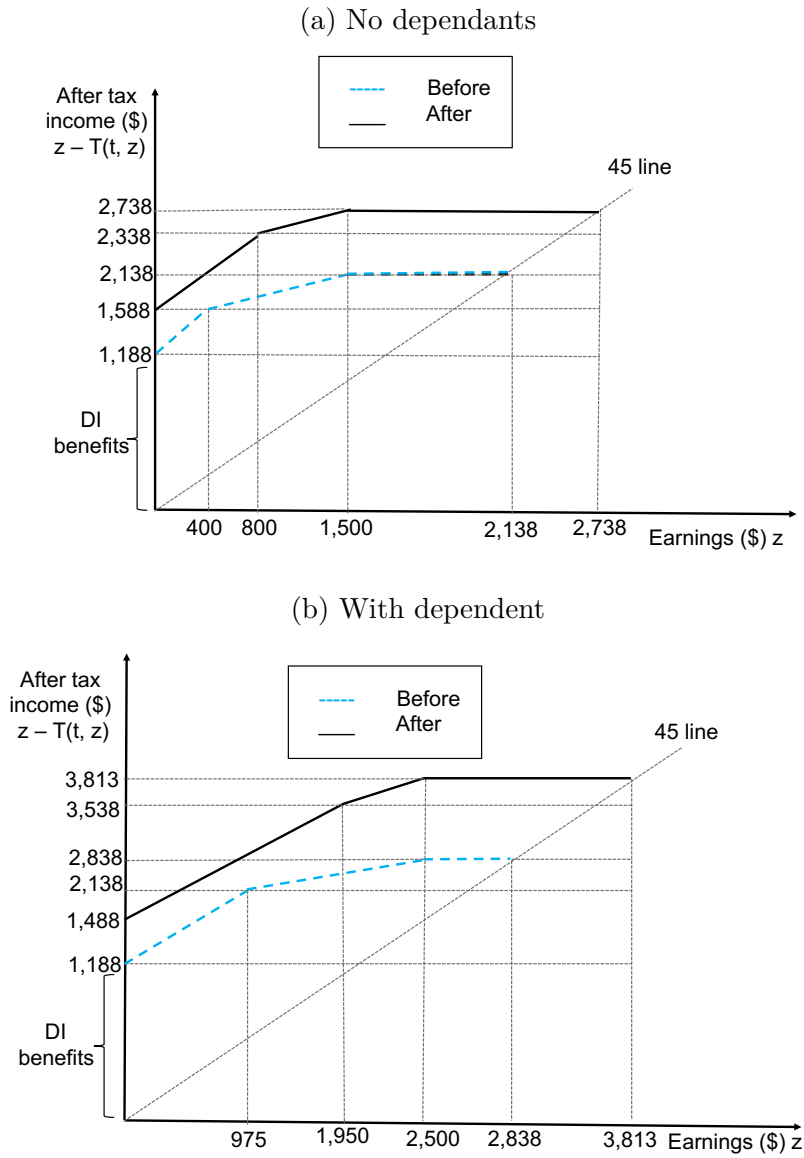 (a) No dependants
After tax
income ($)
z – T(t, z)
Before
After
45 line
2,738
2,338
2,138
1,588
1,188
DI
benefits
400
800
1,500
2,138
2,738
Earnings ($) z
(b) With dependent
After tax
income ($)
z – T(t, z)
Before
After
45 line
3,813
3,538
2,838
2,138
1,488
1,188
DI
benefits
975
1,950
2,500
2,838
3,813
Earnings ($) z